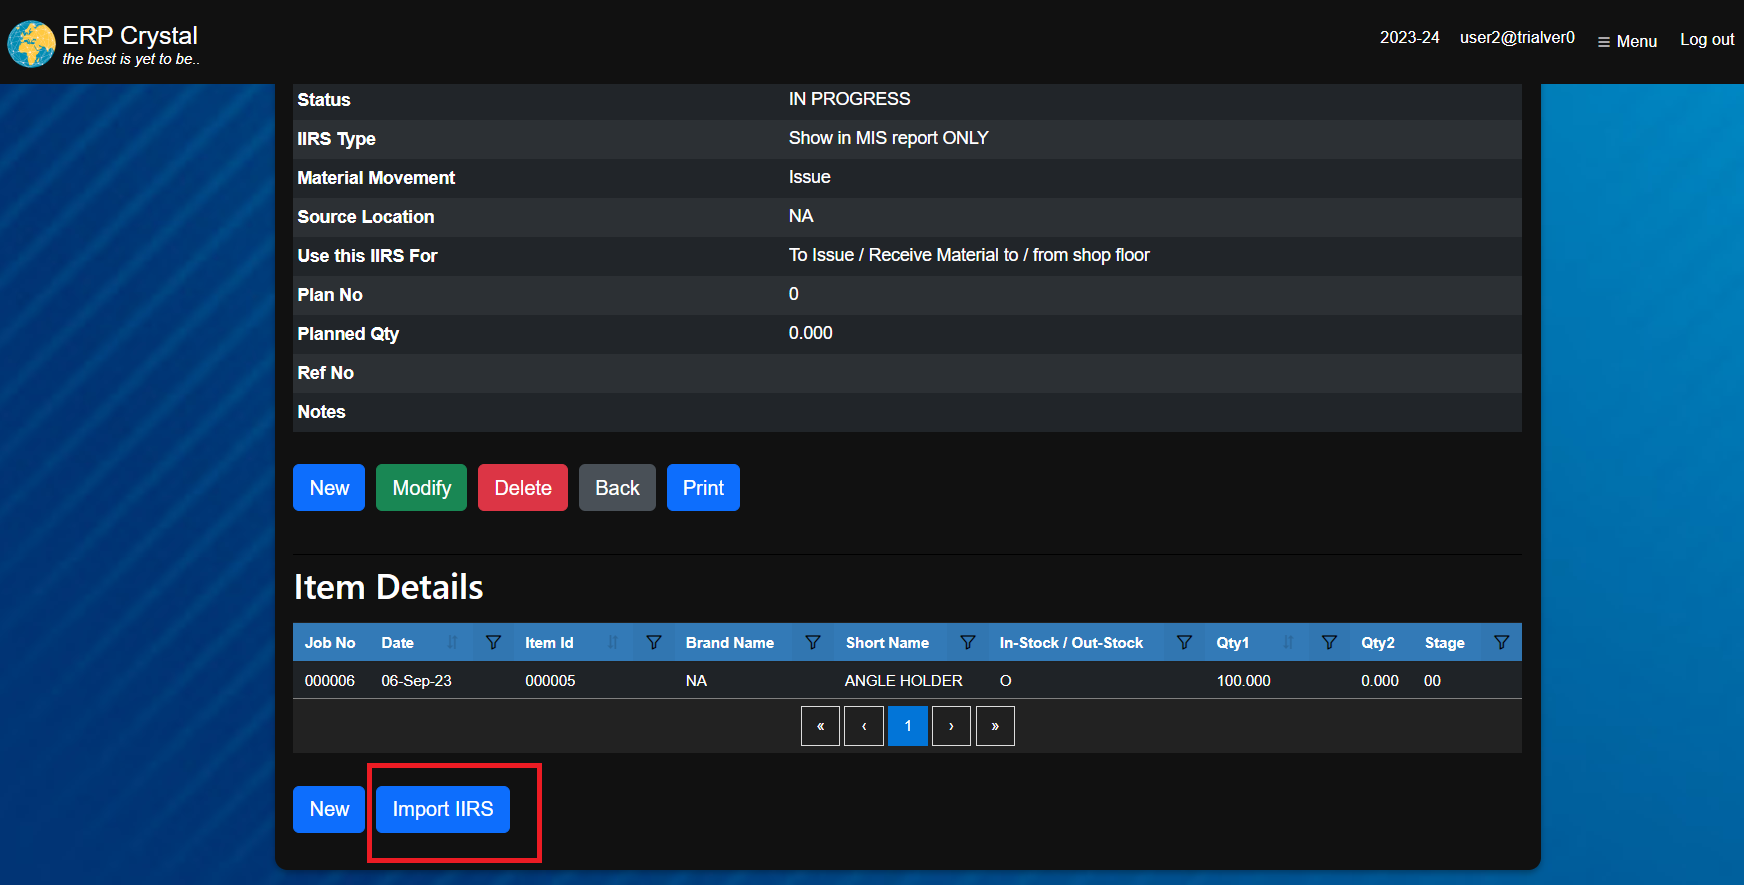 ERP Crystal
the best is yet to be..
2023-24 user2@trialver0 Menu Log out
Status IN PROGRESS
IIRS Type Show in MIS report ONLY
Material Movement Issue
Source Location NA
Use this IIRS For To Issue / Receive Material to / from shop floor
Plan No 0
Planned Qty 0.000
Ref No
Notes
New Modify Delete Back Print
Item Details
Job No Date Item Id Brand Name Short Name In-Stock / Out-Stock Qty1 Qty2 Stage
000006 06-Sep-23 000005 NA ANGLE HOLDER O 100.000 0.000 00
« ‹ 1 › »
New Import IIRS